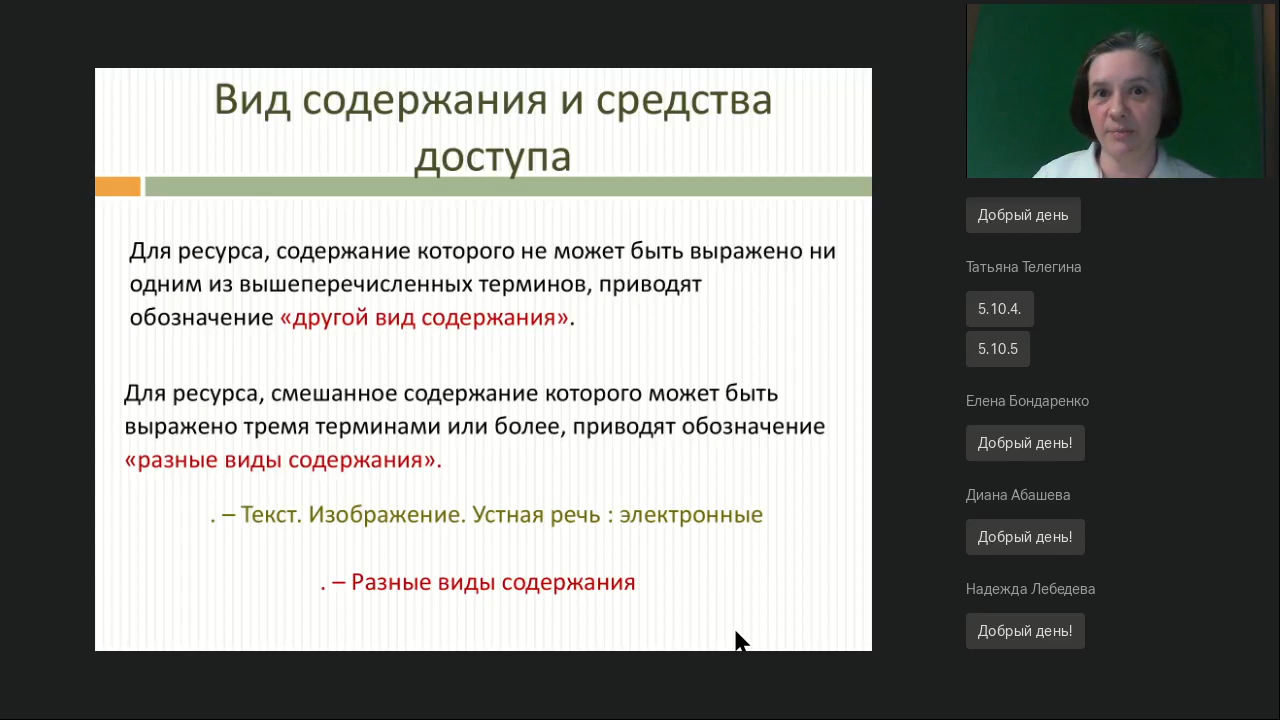 Вид содержания и средства
доступа
Для ресурса, содержание которого не может быть выражено ни
одним из вышеперечисленных терминов, приводят
обозначение «другой вид содержания».
Для ресурса, смешанное содержание которого может быть
выражено тремя терминами или более, приводят обозначение
«разные виды содержания».
. – Текст. Изображение. Устная речь : электронные
. – Разные виды содержания
Добрый день
Татьяна Телегина
5.10.4.
5.10.5
Елена Бондаренко
Добрый день!
Диана Абашева
Добрый день!
Надежда Лебедева
Добрый день!